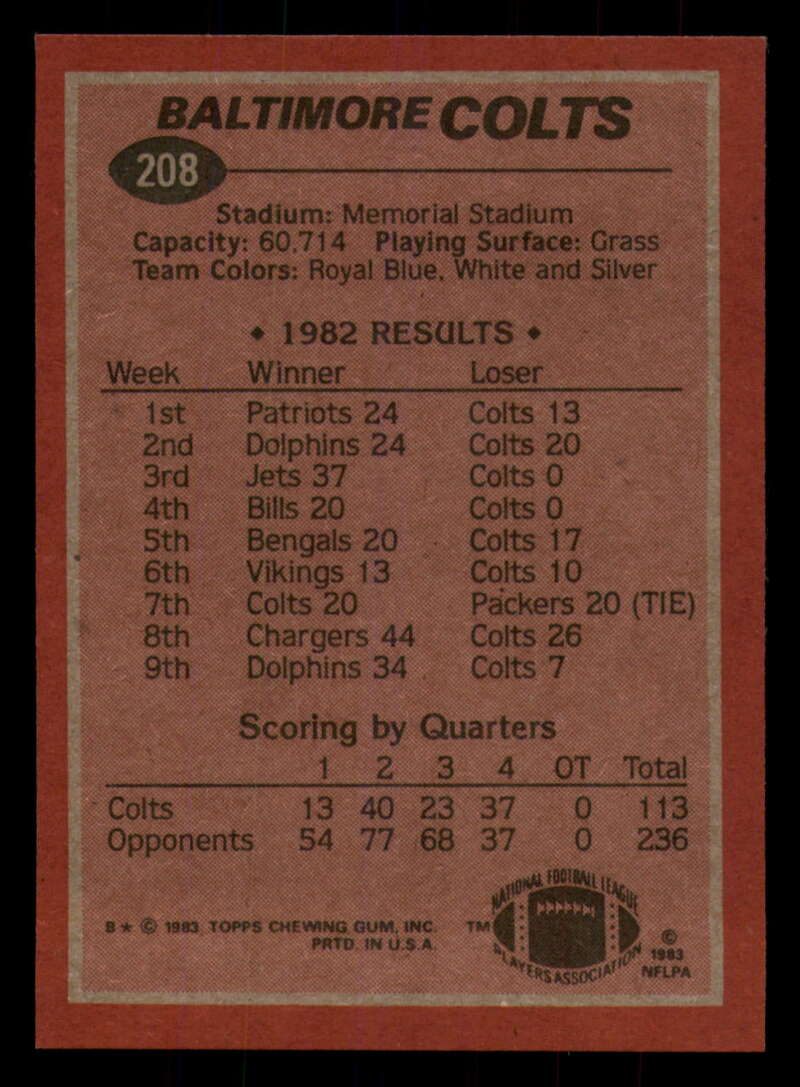 BALTIMORE COLTS
208
Stadium: Memorial Stadium
Capacity: 60,714 Playing Surface: Grass
Team Colors: Royal Blue, White and Silver
◆ 1982 RESULTS ◆
Week Winner Loser
1st Patriots 24 Colts 13
2nd Dolphins 24 Colts 20
3rd Jets 37 Colts 0
4th Bills 20 Colts 0
5th Bengals 20 Colts 17
6th Vikings 13 Colts 10
7th Colts 20 Packers 20 (TIE)
8th Chargers 44 Colts 26
9th Dolphins 34 Colts 7
Scoring by Quarters
1 2 3 4 OT Total
Colts 13 40 23 37 0 113
Opponents 54 77 68 37 0 236
NATIONAL FOOTBALL LEAGUE
PLAYERS ASSOCIATION
B★ © 1983 TOPPS CHEWING GUM, INC.
PRTD. IN U.S.A.
TM
© 1983
NFLPA